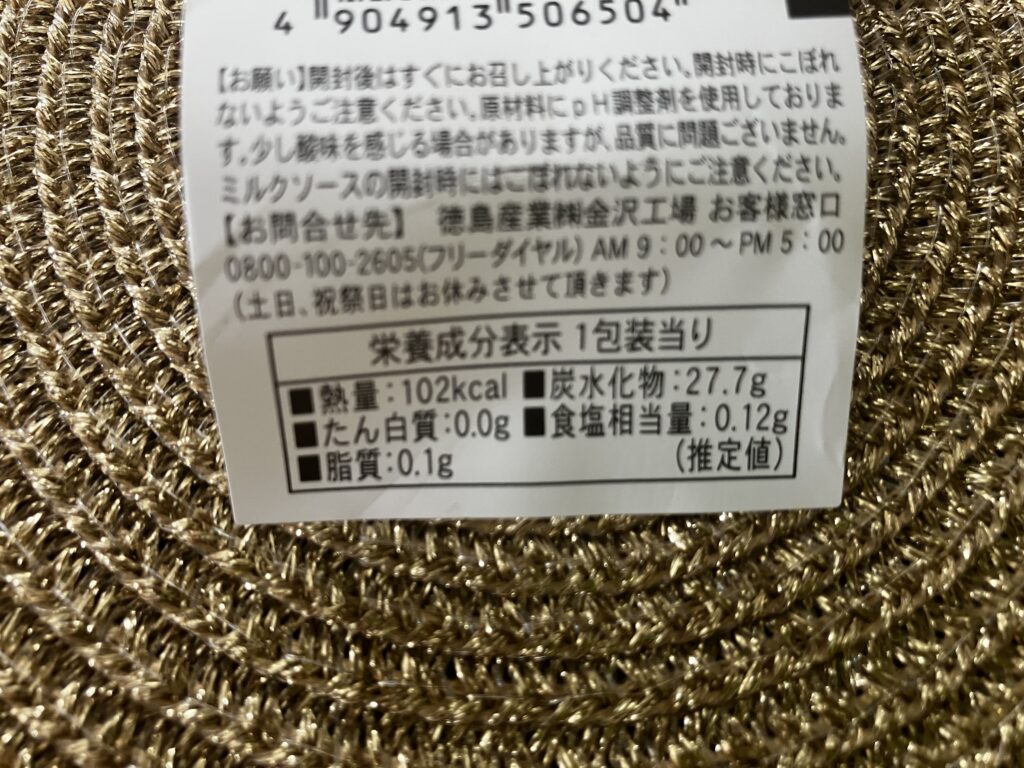 4 904913 506504
【お願い】開封後はすぐにお召し上がりください。開封時にこぼれ
ないようご注意ください。原材料にpH調整剤を使用しておりま
す。少し酸味を感じる場合がありますが、品質に問題ございません。
ミルクソースの開封時にはこぼれないようにご注意ください。
【お問合せ先】 徳島産業㈱金沢工場 お客様窓口
0800-100-2605(フリーダイヤル) AM 9：00～PM 5：00
(土日、祝祭日はお休みさせて頂きます)
栄養成分表示 1包装当り
■熱量：102kcal ■炭水化物：27.7g
■たん白質：0.0g ■食塩相当量：0.12g
■脂質：0.1g (推定値)